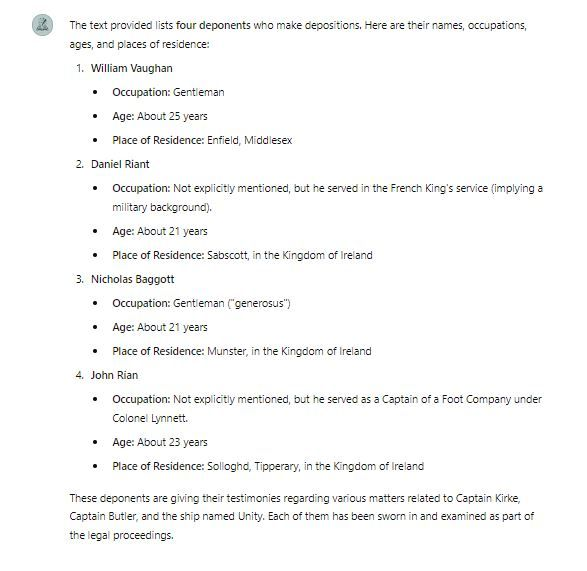 The text provided lists four deponents who make depositions. Here are their names, occupations,
ages, and places of residence:
1. William Vaughan
• Occupation: Gentleman
• Age: About 25 years
• Place of Residence: Enfield, Middlesex
2. Daniel Riant
• Occupation: Not explicitly mentioned, but he served in the French King's service (implying a
military background).
• Age: About 21 years
• Place of Residence: Sabscott, in the Kingdom of Ireland
3. Nicholas Baggott
• Occupation: Gentleman ("generosus")
• Age: About 21 years
• Place of Residence: Munster, in the Kingdom of Ireland
4. John Rian
• Occupation: Not explicitly mentioned, but he served as a Captain of a Foot Company under
Colonel Lynnett.
• Age: About 23 years
• Place of Residence: Solloghd, Tipperary, in the Kingdom of Ireland
These deponents are giving their testimonies regarding various matters related to Captain Kirke,
Captain Butler, and the ship named Unity. Each of them has been sworn in and examined as part of
the legal proceedings.